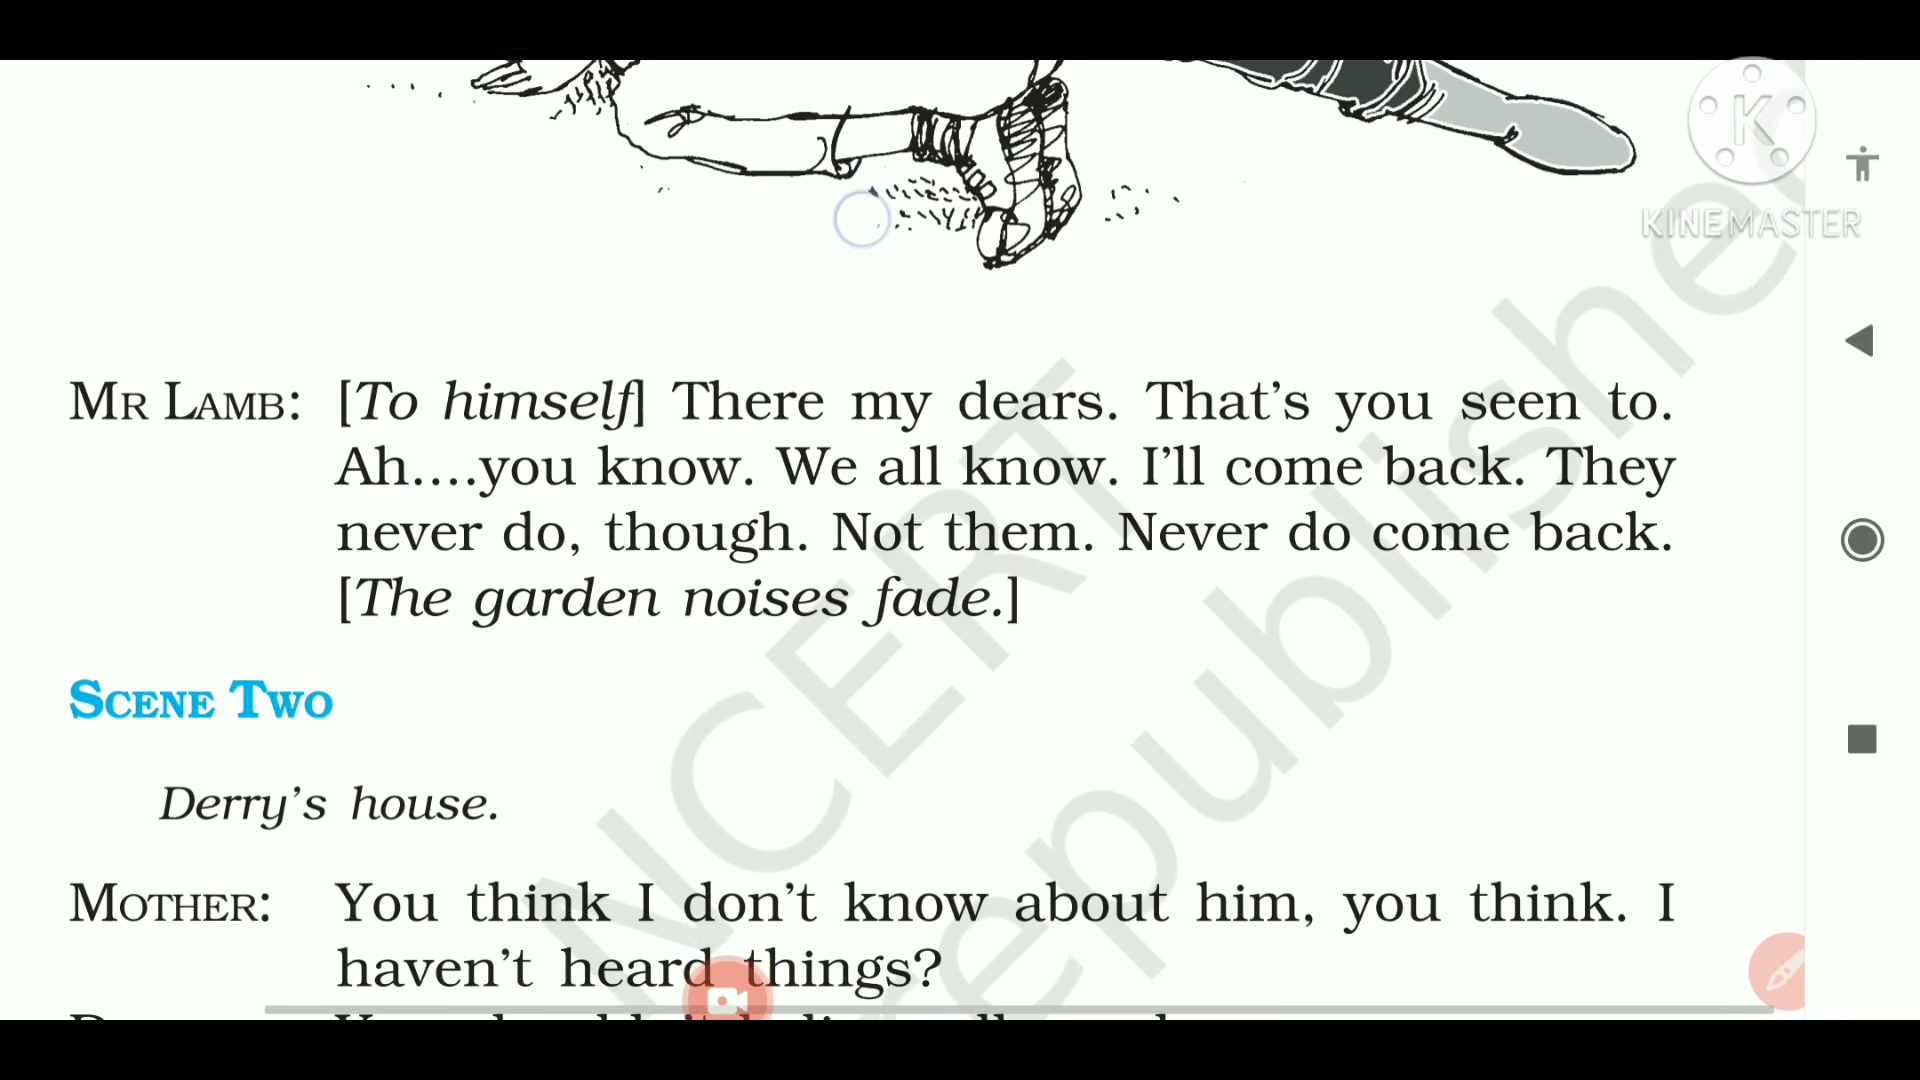 K
KINEMASTER
MR LAMB: [To himself] There my dears. That's you seen to.
Ah....you know. We all know. I'll come back. They
never do, though. Not them. Never do come back.
[The garden noises fade.]
SCENE TWO
Derry's house.
MOTHER: You think I don't know about him, you think. I
haven't heard things?
NCERT
republished